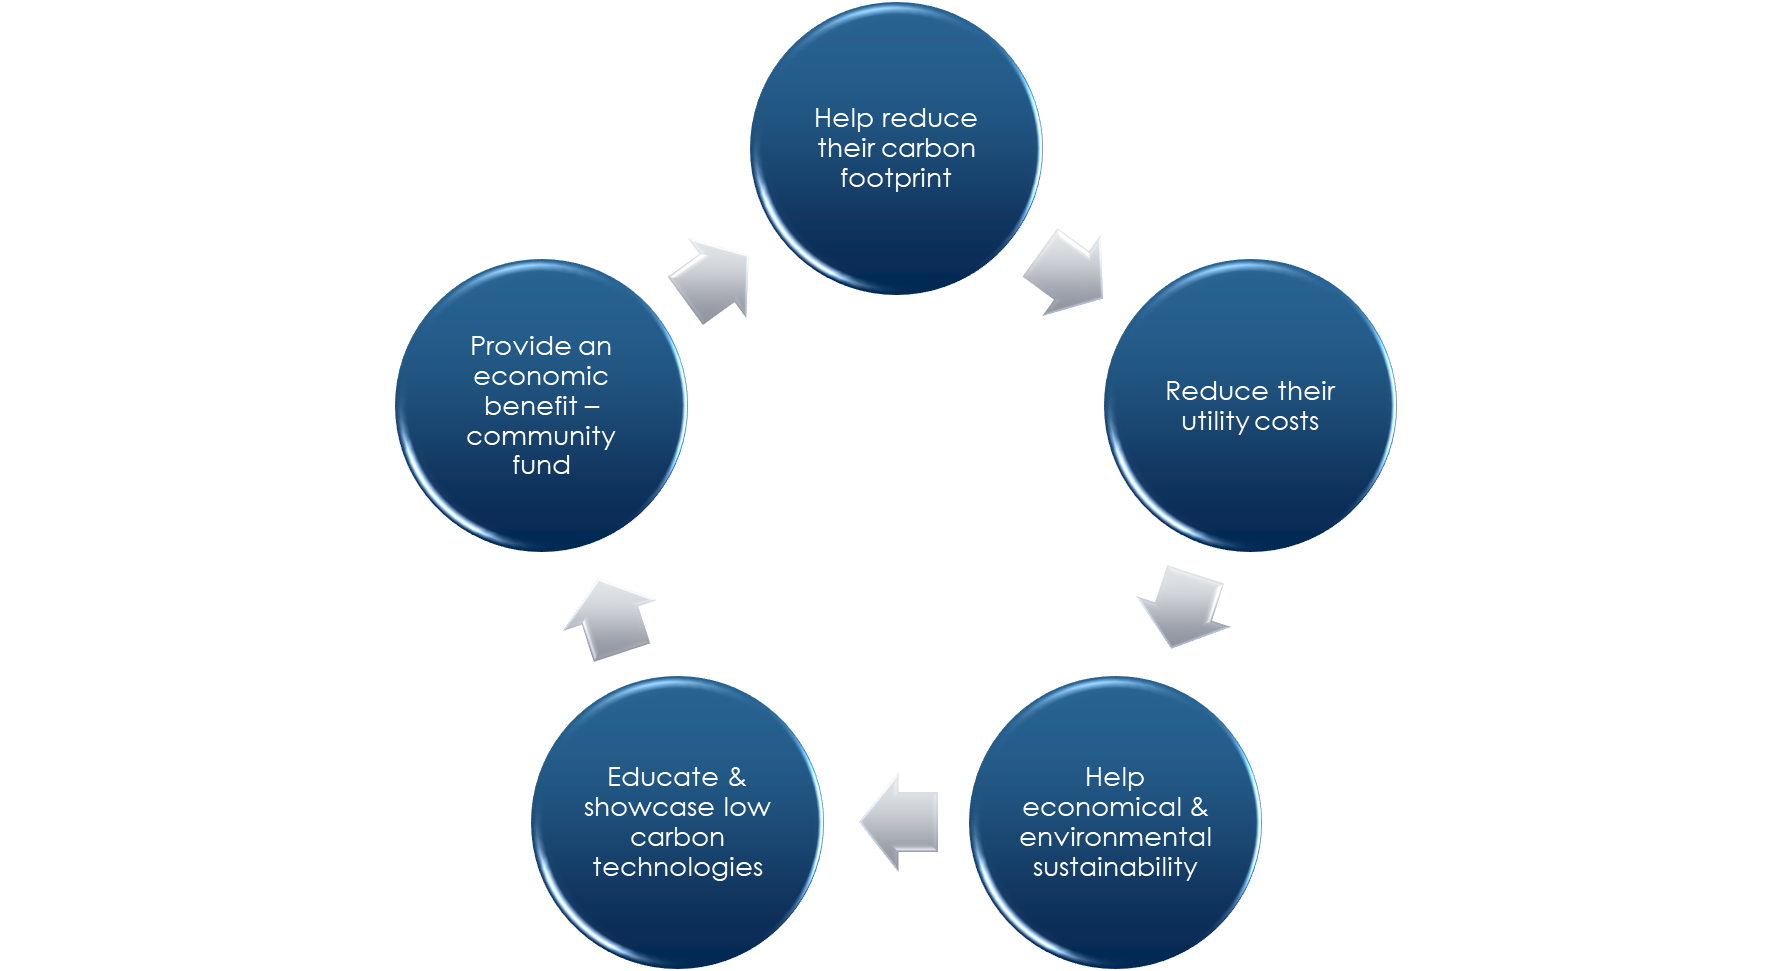 Help reduce
their carbon
footprint
Reduce their
utility costs
Help
economical &
environmental
sustainability
Educate &
showcase low
carbon
technologies
Provide an
economic
benefit –
community
fund